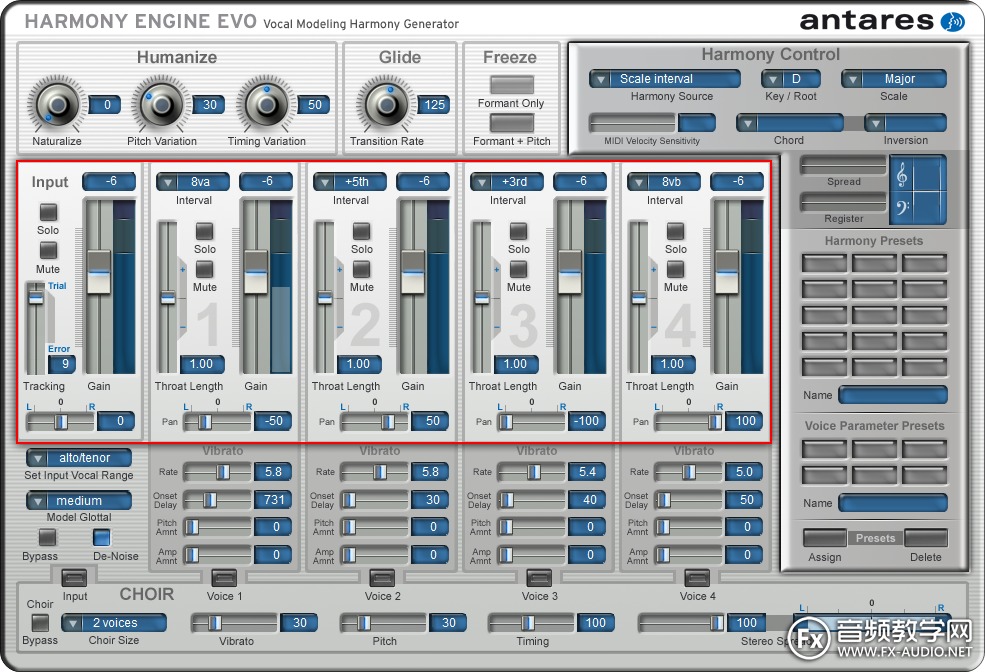 HARMONY ENGINE EVO Vocal Modeling Harmony Generator
antares
Humanize
Glide
Freeze
Harmony Control
0
30
50
125
Naturalize
Pitch Variation
Timing Variation
Transition Rate
Formant Only
Formant + Pitch
Scale interval
D
Major
Harmony Source
Key / Root
Scale
MIDI Velocity Sensitivity
Chord
Inversion
Spread
Register
Input
-6
8va
-6
+5th
-6
+3rd
-6
8vb
-6
Interval
Interval
Interval
Interval
Solo
Solo
Solo
Solo
Solo
Mute
Mute
Mute
Mute
Mute
Trial
Error
1
2
3
4
9
1.00
1.00
1.00
1.00
Tracking
Gain
Throat Length
Gain
Throat Length
Gain
Throat Length
Gain
Throat Length
Gain
L 0 R
L 0 R
L 0 R
L 0 R
L 0 R
0
Pan
-50
Pan
50
Pan
-100
Pan
100
Harmony Presets
Name
Voice Parameter Presets
Name
Presets
Assign
Delete
alto/tenor
Set Input Vocal Range
medium
Model Glottal
Bypass
De-Noise
Vibrato
Vibrato
Vibrato
Vibrato
Rate
5.8
Rate
5.8
Rate
5.4
Rate
5.0
Onset Delay
731
Onset Delay
30
Onset Delay
40
Onset Delay
50
Pitch Amnt
0
Pitch Amnt
0
Pitch Amnt
0
Pitch Amnt
0
Amp Amnt
0
Amp Amnt
0
Amp Amnt
0
Amp Amnt
0
Input
CHOIR
Voice 1
Voice 2
Voice 3
Voice 4
Choir
Bypass
2 voices
Choir Size
30
Vibrato
30
Pitch
100
Timing
100
L 0 R
Fx
音频教学网
WWW.FX-AUDIO.NET